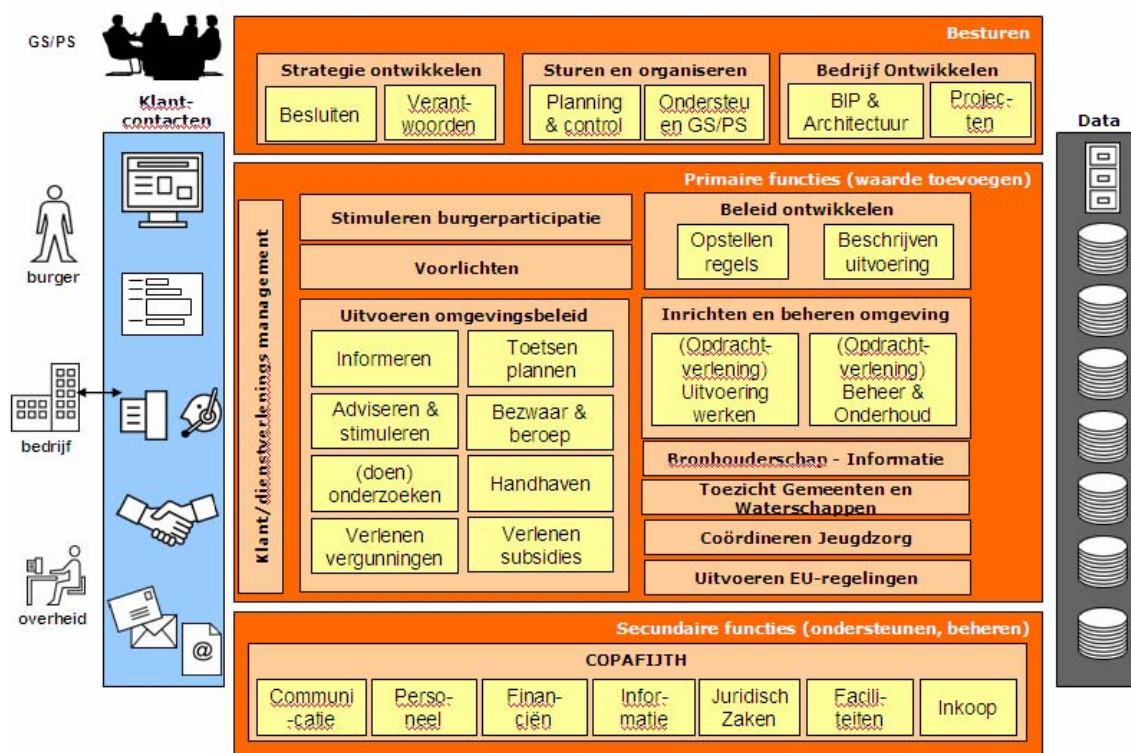 GS/PS
Klant-
contacten
burger
bedrijf
overheid
@
Besturen
Strategie ontwikkelen
Besluiten
Verant-
woorden
Sturen en organiseren
Planning
& control
Ondersteu
en GS/PS
Bedrijf Ontwikkelen
BIP &
Architectuur
Projec-
ten
Primaire functies (waarde toevoegen)
Klant/dienstverlenings management
Stimuleren burgerparticipatie
Voorlichten
Uitvoeren omgevingsbeleid
Informeren
Toetsen
plannen
Adviseren &
stimuleren
Bezwaar &
beroep
(doen)
onderzoeken
Handhaven
Verlenen
vergunningen
Verlenen
subsidies
Beleid ontwikkelen
Opstellen
regels
Beschrijven
uitvoering
Inrichten en beheren omgeving
(Opdracht-
verlening)
Uitvoering
werken
(Opdracht-
verlening)
Beheer &
Onderhoud
Bronhouderschap - Informatie
Toezicht Gemeenten en
Waterschappen
Coördineren Jeugdzorg
Uitvoeren EU-regelingen
Secundaire functies (ondersteunen, beheren)
COPAFIJTH
Communi
-catie
Perso-
neel
Finan-
ciën
Infor-
matie
Juridisch
Zaken
Facili-
teiten
Inkoop
Data